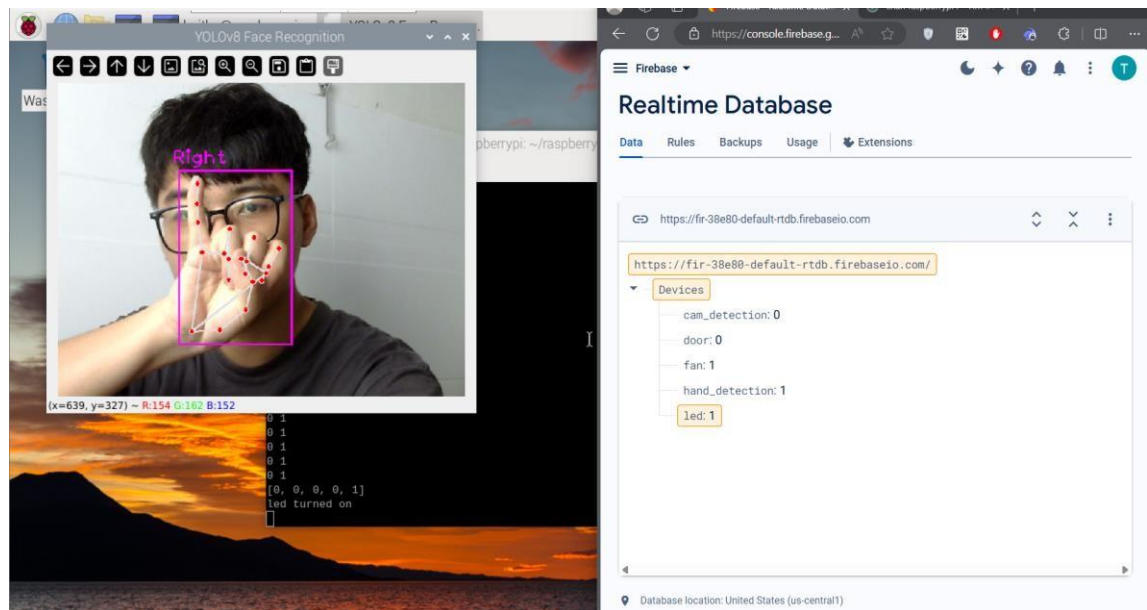 YOLOv8 Face Recognition
Was
Right
pberrypi: ~/raspberry
(x=639, y=327) ~ R:154 G:162 B:152
0 1
0 1
0 1
0 1
0 1
[0, 0, 0, 0, 1]
led turned on
https://console.firebase.g...
Firebase
T
Realtime Database
Data Rules Backups Usage Extensions
https://fir-38e80-default-rtdb.firebaseio.com
https://fir-38e80-default-rtdb.firebaseio.com/
Devices
cam_detection: 0
door: 0
fan: 1
hand_detection: 1
led: 1
Database location: United States (us-central1)